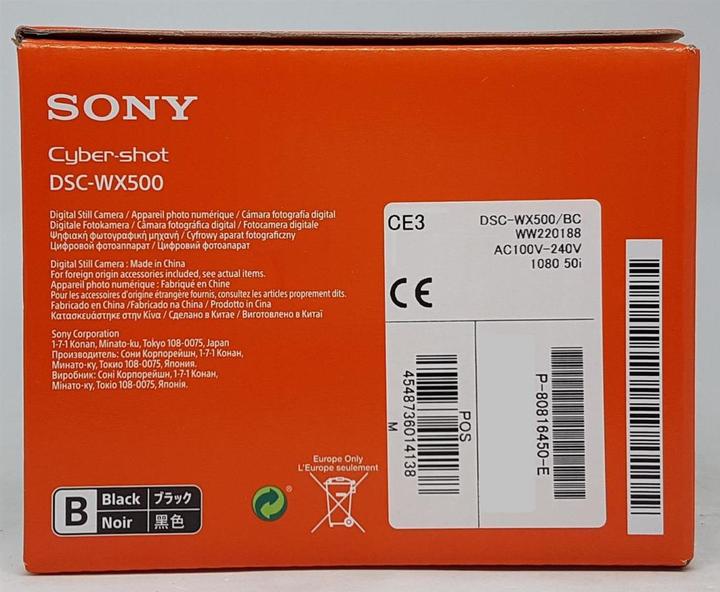 SONY
Cyber-shot
DSC-WX500
Digital Still Camera / Appareil photo numérique / Cámara fotografía digital
Digitale Fotokamera / Câmara fotográfica digital / Fotocamera digitale
Ψηφιακή φωτογραφική μηχανή / Cyfrowy aparat fotograficzny
Цифровой фотоаппарат / Цифровий фотоапарат
Digital Still Camera : Made in China
For foreign origin accessories included, see actual items.
Appareil photo numérique : Fabriqué en Chine
Pour les accessoires d'origine étrangère fournis, consultez les articles proprement dits.
Fabricado en China /Fabricado na China / Prodotto in Cina
Κατασκευάστηκε στην Κίνα / Сделано в Китае / Виготовлено в Китаї
Sony Corporation
1-7-1 Konan, Minato-ku, Tokyo 108-0075, Japan
Производитель: Сони Корпорейшн, 1-7-1 Конан,
Минато-ку, Токио 108-0075, Япония.
Виробник: Соні Корпорейшн, 1-7-1 Конан,
Мінато-ку, Токіо 108-0075, Японія.
B
Black ブラック
Noir 黒色
®
Europe Only
L'Europe seulement
CE3
DSC-WX500/BC
WW220188
AC100V-240V
1080 50i
CE
POS
4548736014138
M
P-80816450-E